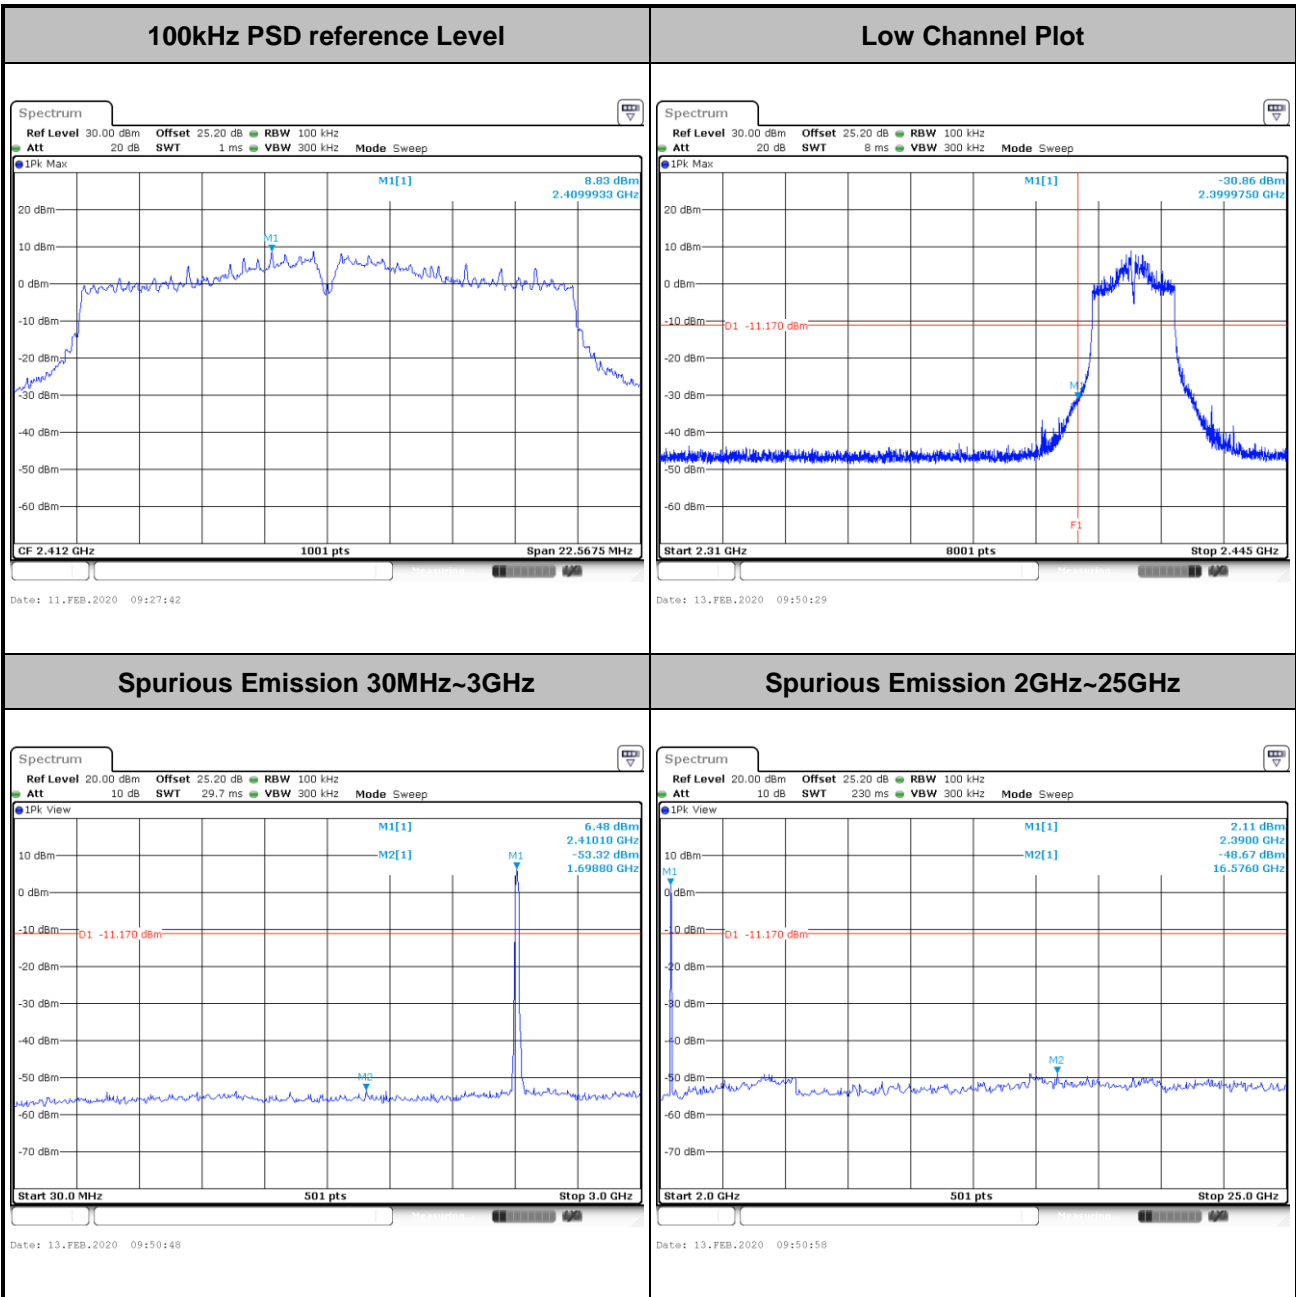 100kHz PSD reference Level
Low Channel Plot
Spectrum
Ref Level 30.00 dBm Offset 25.20 dB RBW 100 kHz
Att 20 dB SWT 1 ms VBW 300 kHz Mode Sweep
1Pk Max
M1[1] 8.83 dBm
2.4099933 GHz
20 dBm
M1
10 dBm
0 dBm
-10 dBm
-20 dBm
-30 dBm
-40 dBm
-50 dBm
-60 dBm
CF 2.412 GHz 1001 pts Span 22.5675 MHz
Date: 11.FEB.2020 09:27:42
Spectrum
Ref Level 30.00 dBm Offset 25.20 dB RBW 100 kHz
Att 20 dB SWT 8 ms VBW 300 kHz Mode Sweep
1Pk Max
M1[1] -30.86 dBm
2.3999750 GHz
20 dBm
10 dBm
0 dBm
-10 dBm
D1 -11.170 dBm
-20 dBm
M1
-30 dBm
-40 dBm
-50 dBm
-60 dBm
F1
Start 2.31 GHz 8001 pts Stop 2.445 GHz
Date: 13.FEB.2020 09:50:29
Spurious Emission 30MHz~3GHz
Spurious Emission 2GHz~25GHz
Spectrum
Ref Level 20.00 dBm Offset 25.20 dB RBW 100 kHz
Att 10 dB SWT 29.7 ms VBW 300 kHz Mode Sweep
1Pk View
M1[1] 6.48 dBm
2.41010 GHz
M2[1] -53.32 dBm
1.69880 GHz
10 dBm
M1
0 dBm
-10 dBm
D1 -11.170 dBm
-20 dBm
-30 dBm
-40 dBm
-50 dBm
M2
-60 dBm
-70 dBm
Start 30.0 MHz 501 pts Stop 3.0 GHz
Date: 13.FEB.2020 09:50:48
Spectrum
Ref Level 20.00 dBm Offset 25.20 dB RBW 100 kHz
Att 10 dB SWT 230 ms VBW 300 kHz Mode Sweep
1Pk View
M1[1] 2.11 dBm
2.3900 GHz
M2[1] -48.67 dBm
16.5760 GHz
10 dBm
M1
0 dBm
-10 dBm
D1 -11.170 dBm
-20 dBm
-30 dBm
-40 dBm
M2
-50 dBm
-60 dBm
-70 dBm
Start 2.0 GHz 501 pts Stop 25.0 GHz
Date: 13.FEB.2020 09:50:58